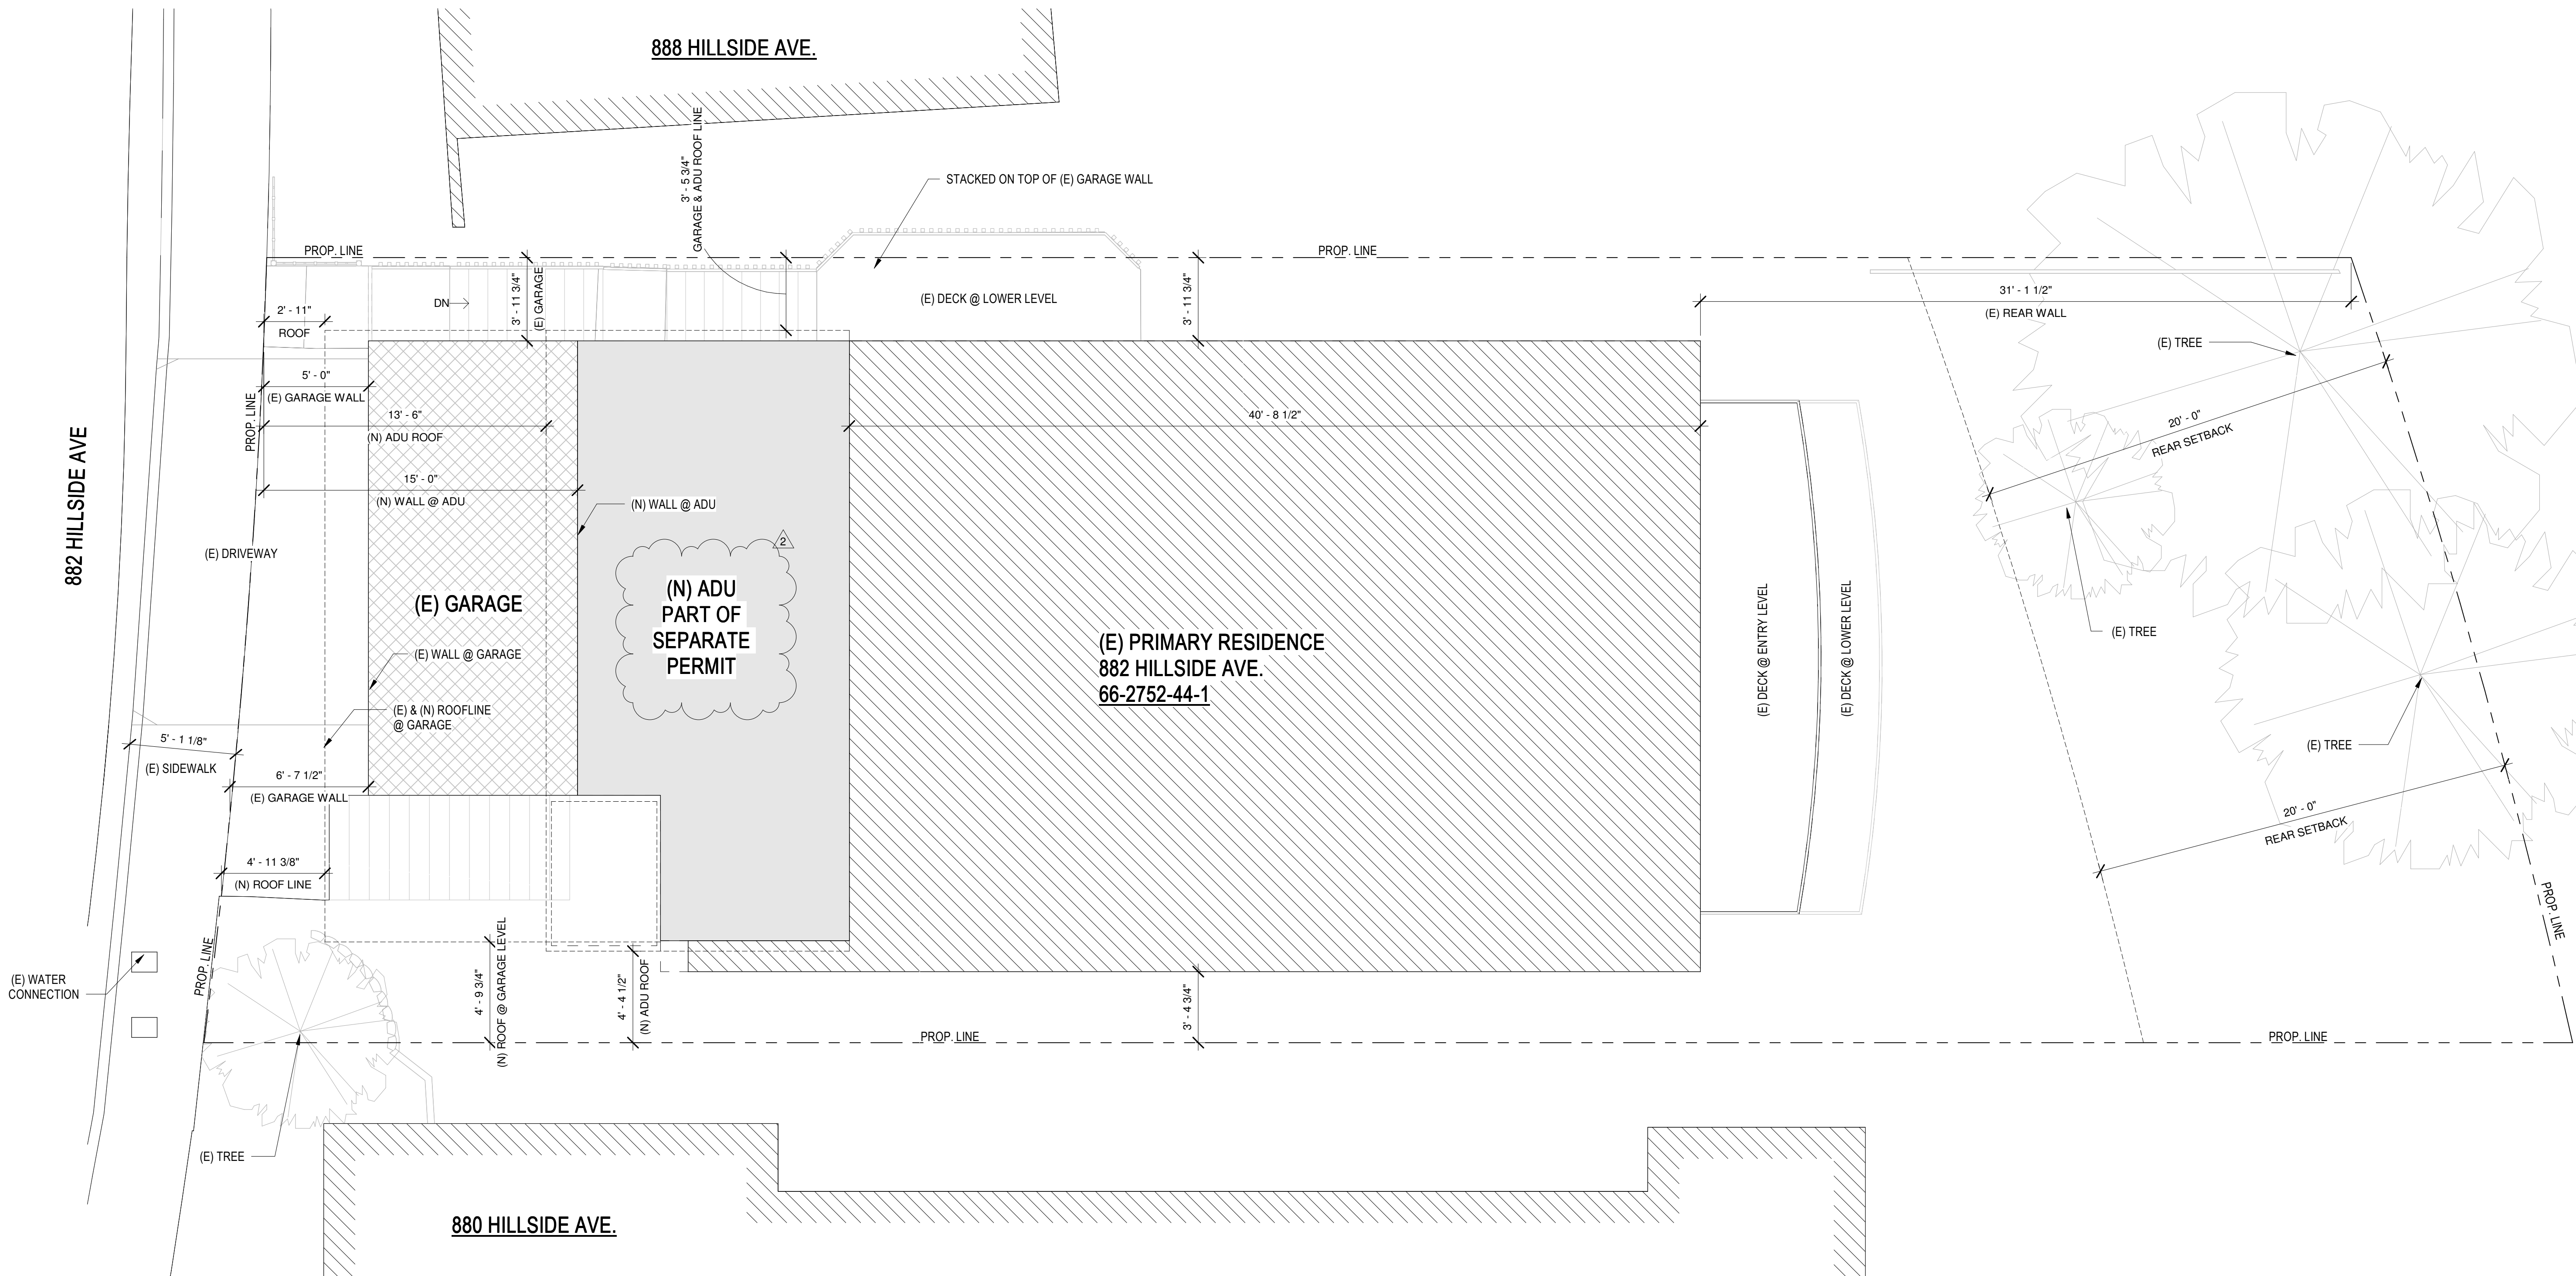 888 HILLSIDE AVE.
3' - 5 3/4"
GARAGE & ADU ROOF LINE
STACKED ON TOP OF (E) GARAGE WALL
PROP. LINE
PROP. LINE
DN
3' - 11 3/4"
(E) GARAGE
(E) DECK @ LOWER LEVEL
3' - 11 3/4"
31' - 1 1/2"
(E) REAR WALL
2' - 11"
ROOF
(E) TREE
5' - 0"
(E) GARAGE WALL
PROP. LINE
13' - 6"
(N) ADU ROOF
40' - 8 1/2"
20' - 0"
REAR SETBACK
882 HILLSIDE AVE
15' - 0"
(N) WALL @ ADU
(N) WALL @ ADU
2
(E) DRIVEWAY
(E) GARAGE
(N) ADU
PART OF
SEPARATE
PERMIT
(E) PRIMARY RESIDENCE
882 HILLSIDE AVE.
66-2752-44-1
(E) DECK @ ENTRY LEVEL
(E) DECK @ LOWER LEVEL
(E) TREE
(E) WALL @ GARAGE
(E) & (N) ROOFLINE
@ GARAGE
5' - 1 1/8"
(E) SIDEWALK
(E) TREE
6' - 7 1/2"
(E) GARAGE WALL
20' - 0"
REAR SETBACK
4' - 11 3/8"
(N) ROOF LINE
PROP. LINE
PROP. LINE
(E) WATER
CONNECTION
4' - 9 3/4"
(N) ROOF @ GARAGE LEVEL
4' - 4 1/2"
(N) ADU ROOF
3' - 4 3/4"
PROP. LINE
PROP. LINE
(E) TREE
880 HILLSIDE AVE.